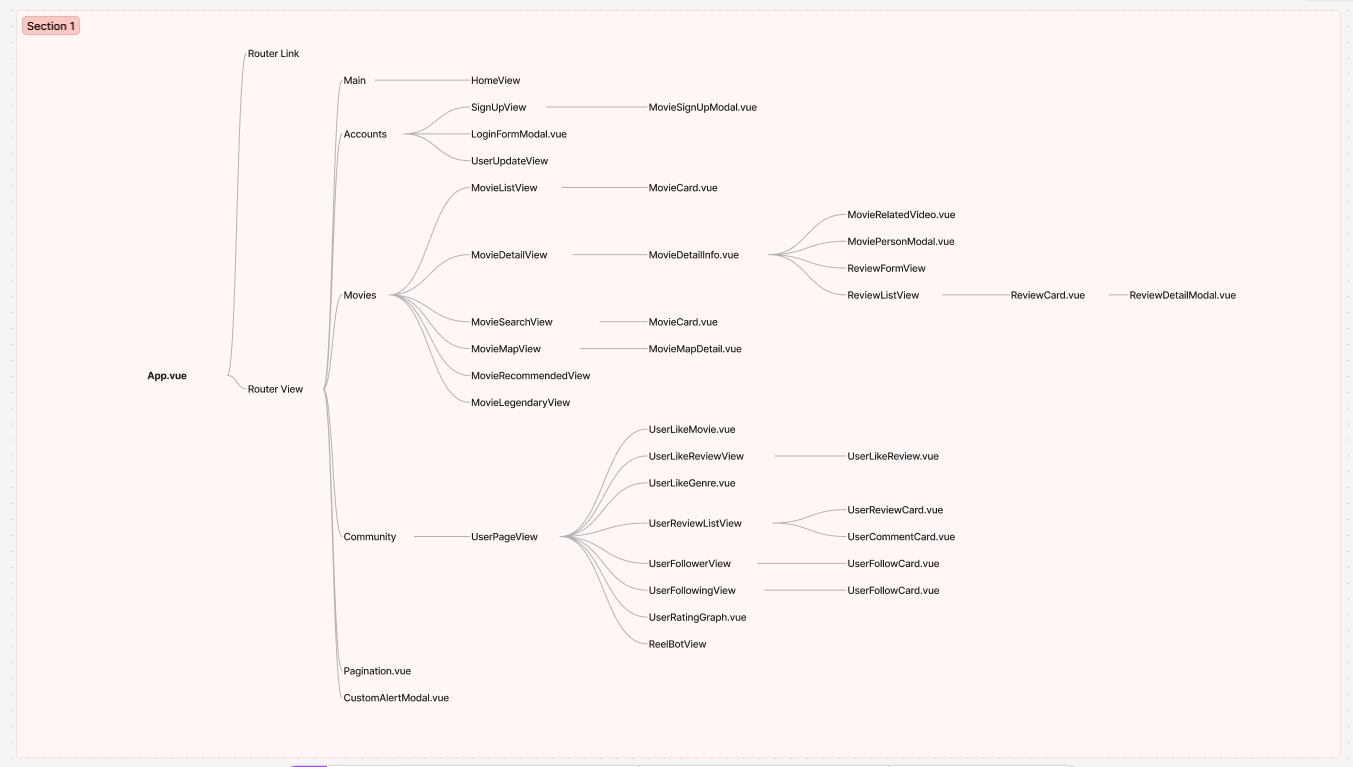 Section 1
Router Link
Main
HomeView
SignUpView
MovieSignUpModal.vue
Accounts
LoginFormModal.vue
UserUpdateView
MovieListView
MovieCard.vue
MovieRelatedVideo.vue
MoviePersonModal.vue
MovieDetailView
MovieDetailInfo.vue
ReviewFormView
Movies
ReviewListView
ReviewCard.vue
ReviewDetailModal.vue
MovieSearchView
MovieCard.vue
MovieMapView
MovieMapDetail.vue
App.vue
MovieRecommendedView
Router View
MovieLegendaryView
UserLikeMovie.vue
UserLikeReviewView
UserLikeReview.vue
UserLikeGenre.vue
UserReviewCard.vue
UserReviewListView
Community
UserPageView
UserCommentCard.vue
UserFollowerView
UserFollowCard.vue
UserFollowingView
UserFollowCard.vue
UserRatingGraph.vue
ReelBotView
Pagination.vue
CustomAlertModal.vue